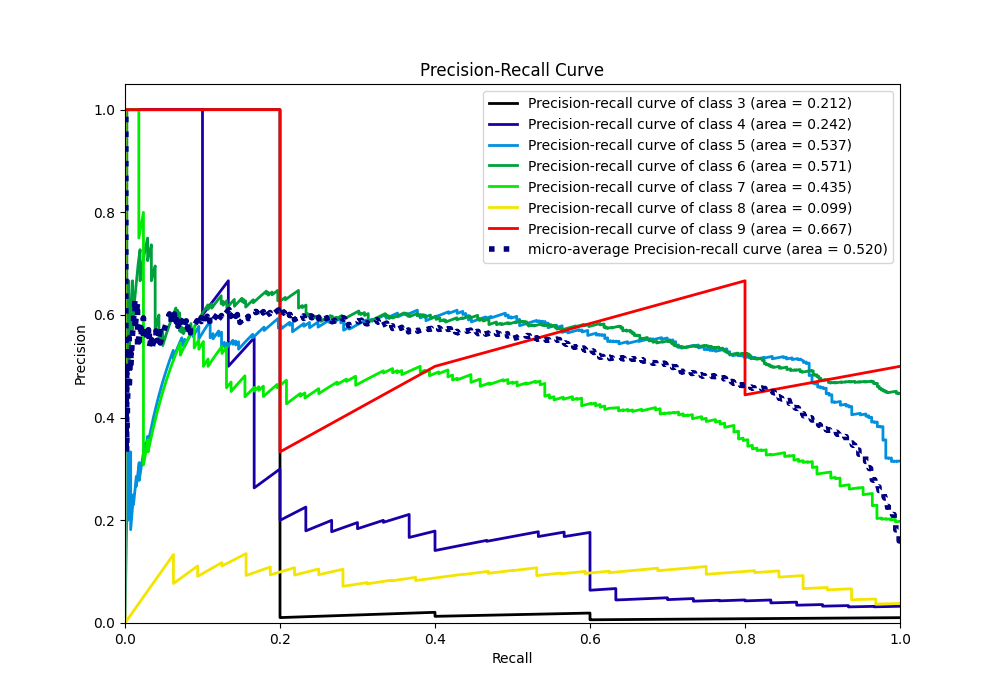 Precision-Recall Curve
Precision-recall curve of class 3 (area = 0.212)
Precision-recall curve of class 4 (area = 0.242)
Precision-recall curve of class 5 (area = 0.537)
Precision-recall curve of class 6 (area = 0.571)
Precision-recall curve of class 7 (area = 0.435)
Precision-recall curve of class 8 (area = 0.099)
Precision-recall curve of class 9 (area = 0.667)
micro-average Precision-recall curve (area = 0.520)
Precision
1.0
0.8
0.6
0.4
0.2
0.0
0.0 0.2 0.4 0.6 0.8 1.0
Recall